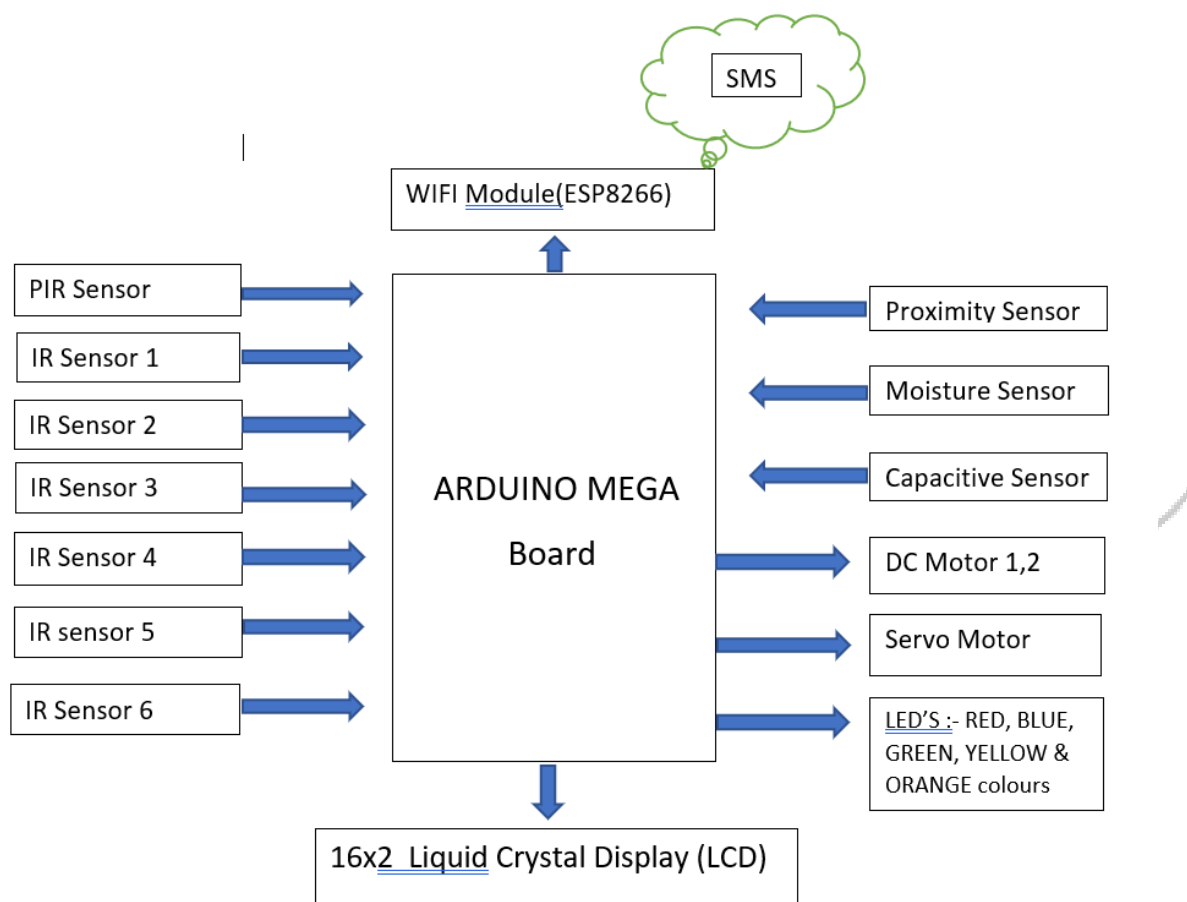 SMS
WIFI Module(ESP8266)
PIR Sensor
IR Sensor 1
IR Sensor 2
IR Sensor 3
IR Sensor 4
IR sensor 5
IR Sensor 6
ARDUINO MEGA
Board
Proximity Sensor
Moisture Sensor
Capacitive Sensor
DC Motor 1,2
Servo Motor
LED’S :- RED, BLUE,
GREEN, YELLOW &
ORANGE colours
16x2 Liquid Crystal Display (LCD)